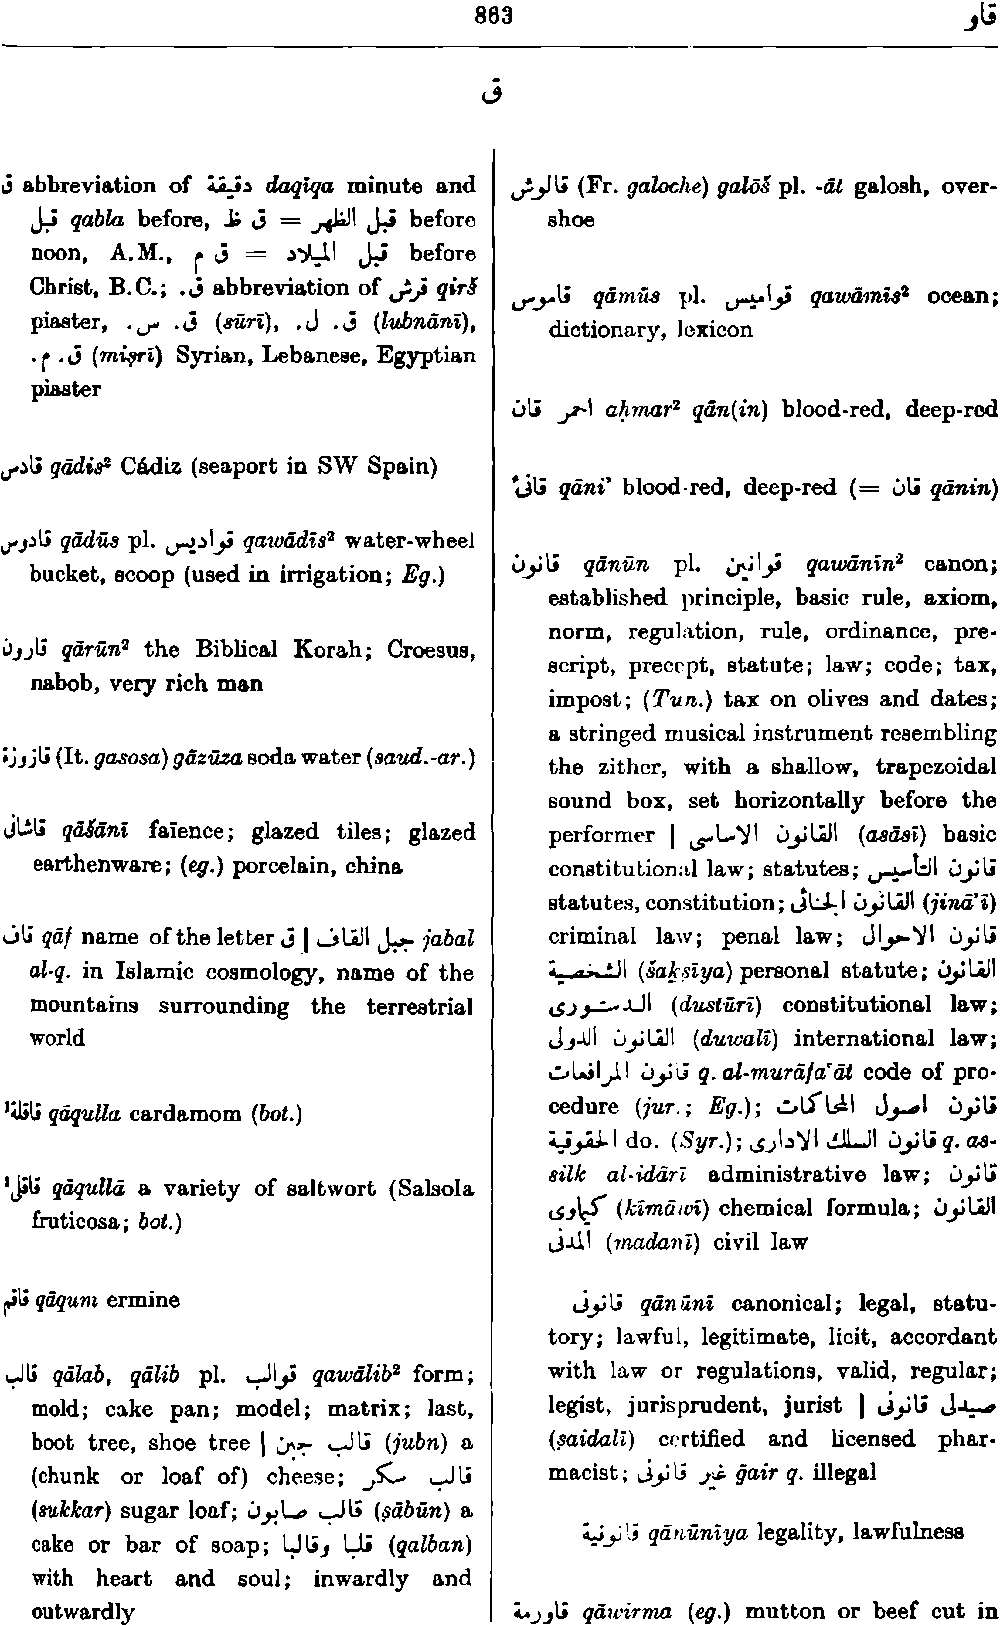 863
قاو
ق
ق abbreviation of دقيقة daqīqa minute and
قبل qabla before, ق ظ = قبل الظهر before
noon, A.M., ق م = قبل الميلاد before
Christ, B.C.; ق. abbreviation of قرش qirš
piaster, ق. س. (sūrī), ق. ل. (lubnānī),
ق. م. (miṣrī) Syrian, Lebanese, Egyptian
piaster
قادس qādis² Cádiz (seaport in SW Spain)
قادوس qādūs pl. قواديس qawādīs² water-wheel
bucket, scoop (used in irrigation; Eg.)
قارون qārūn² the Biblical Korah; Croesus,
nabob, very rich man
قازوزة (It. gasosa) gāzūza soda water (saud.-ar.)
قاشانى qāšānī faïence; glazed tiles; glazed
earthenware; (eg.) porcelain, china
قاف qāf name of the letter ق | جبل القاف jabal
al-q. in Islamic cosmology, name of the
mountains surrounding the terrestrial
world
قاقلة¹ qāqulla cardamom (bot.)
قاقلى¹ qāqullā a variety of saltwort (Salsola
fruticosa; bot.)
قاقم qāqum ermine
قالب qālab, qālib pl. قوالب qawālib² form;
mold; cake pan; model; matrix; last,
boot tree, shoe tree | قالب جبن (jubn) a
(chunk or loaf of) cheese; قالب سكر
(sukkar) sugar loaf; قالب صابون (ṣābūn) a
cake or bar of soap; قلبا وقالبا (qalban)
with heart and soul; inwardly and
outwardly
قالوش (Fr. galoche) galōš pl. -āt galosh, over-
shoe
قاموس qāmūs pl. قواميس qawāmīs² ocean;
dictionary, lexicon
احمر قان aḥmar² qān(in) blood-red, deep-red
قانئ qāni’ blood-red, deep-red (= قان qānin)
قانون qānūn pl. قوانين qawānīn² canon;
established principle, basic rule, axiom,
norm, regulation, rule, ordinance, pre-
script, precept, statute; law; code; tax,
impost; (Tun.) tax on olives and dates;
a stringed musical instrument resembling
the zither, with a shallow, trapezoidal
sound box, set horizontally before the
performer | القانون الاساسى (asāsī) basic
constitutional law; statutes; قانون التأسيس
statutes, constitution; القانون الجنائى (jinā’ī)
criminal law; penal law; قانون الاحوال
الشخصية (šaḵṣīya) personal statute; القانون
الدستورى (dustūrī) constitutional law;
القانون الدولى (duwalī) international law;
قانون المرافعات q. al-murāfa‘āt code of pro-
cedure (jur.; Eg.); قانون اصول المحاكمات
الحقوقية do. (Syr.); قانون السلك الادارى q. as-
silk al-idārī administrative law; قانون
كيماوى (kīmāwī) chemical formula; القانون
المدنى (madanī) civil law
قانونى qānūnī canonical; legal, statu-
tory; lawful, legitimate, licit, accordant
with law or regulations, valid, regular;
legist, jurisprudent, jurist | صيدلى قانونى
(ṣaidalī) certified and licensed phar-
macist; غير قانونى ḡair q. illegal
قانونية qānūnīya legality, lawfulness
قاورمة qāwirma (eg.) mutton or beef cut in